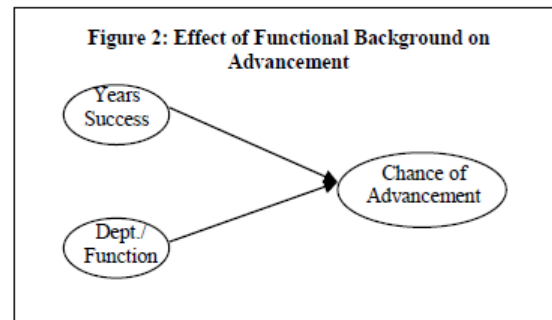 Figure 2: Effect of Functional Background on
Advancement
Years
Success
Chance of
Advancement
Dept./
Function